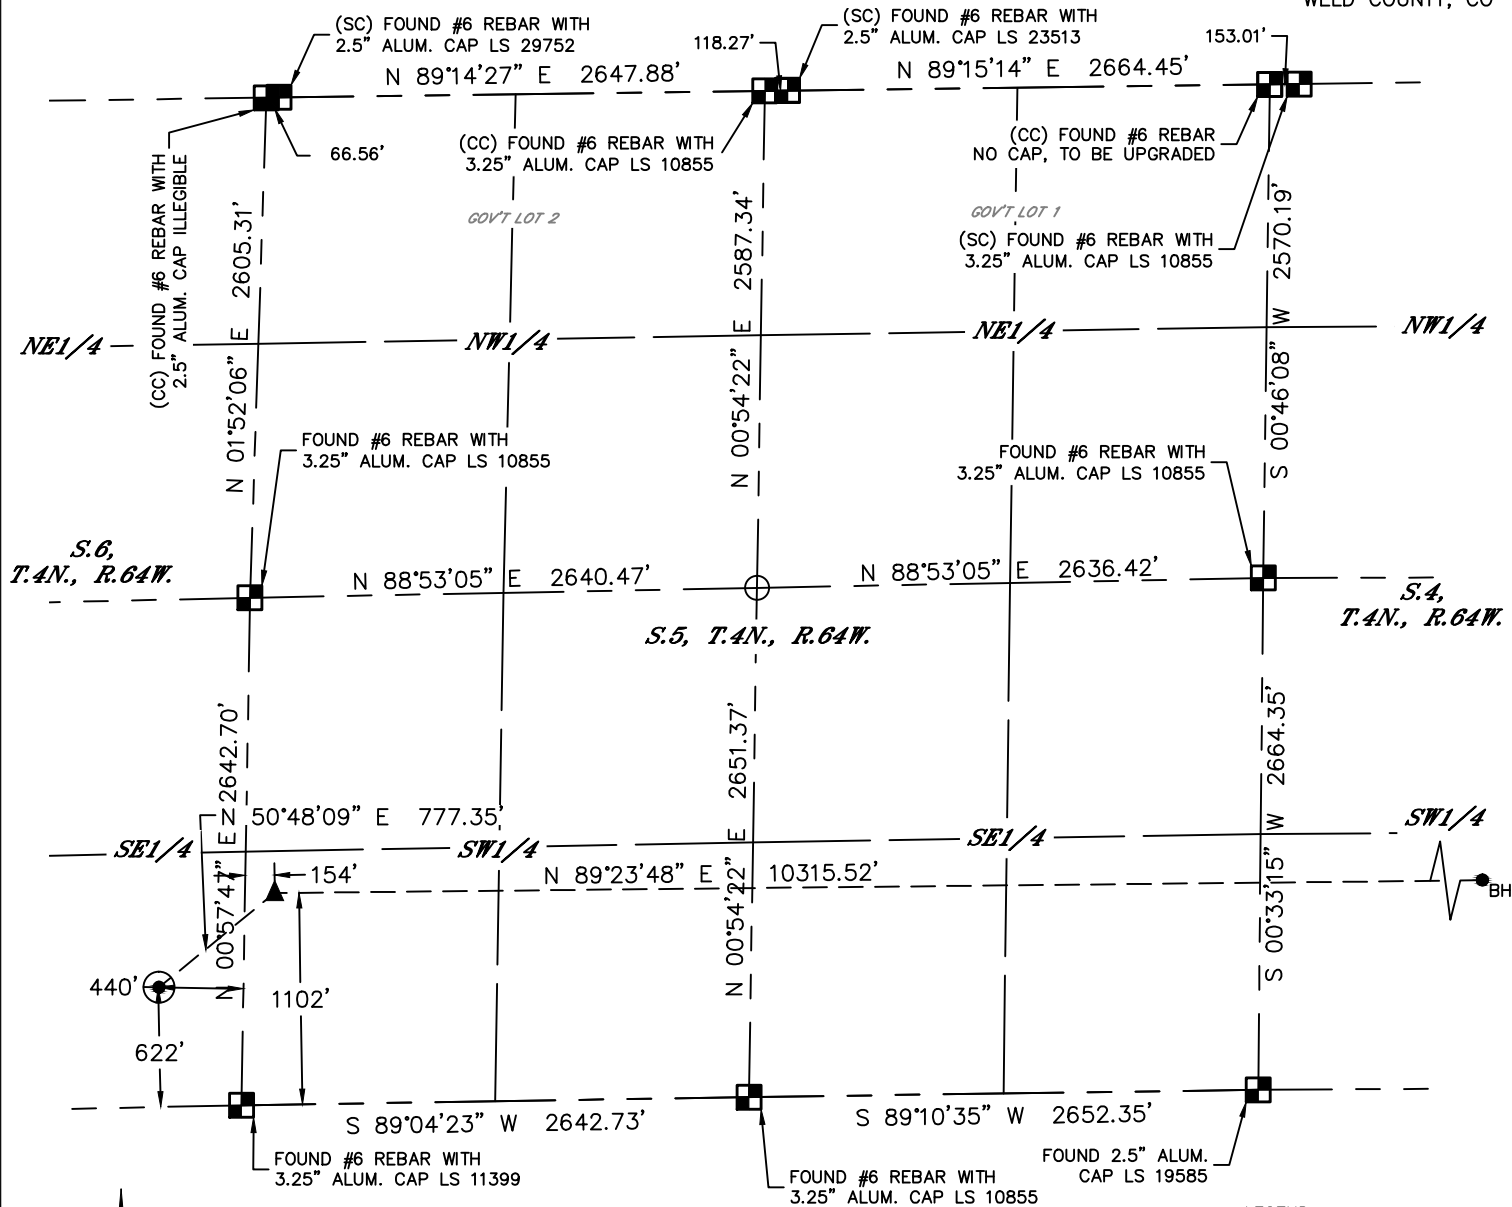 WELD COUNTY, CO
(SC) FOUND #6 REBAR WITH
2.5” ALUM. CAP LS 29752
(SC) FOUND #6 REBAR WITH
2.5” ALUM. CAP LS 23513
118.27’
153.01’
N 89°14’27” E 2647.88’
N 89°15’14” E 2664.45’
66.56’
(CC) FOUND #6 REBAR WITH
3.25” ALUM. CAP LS 10855
(CC) FOUND #6 REBAR
NO CAP, TO BE UPGRADED
(CC) FOUND #6 REBAR WITH
2.5” ALUM. CAP ILLEGIBLE
GOV'T LOT 2
GOV'T LOT 1
(SC) FOUND #6 REBAR WITH
3.25” ALUM. CAP LS 10855
N 01°52’06” E 2605.31’
N 00°54’22” E 2587.34’
S 00°46’08” W 2570.19’
NE1/4
NW1/4
NE1/4
NW1/4
FOUND #6 REBAR WITH
3.25” ALUM. CAP LS 10855
FOUND #6 REBAR WITH
3.25” ALUM. CAP LS 10855
S.6,
T.4N., R.64W.
N 88°53’05” E 2640.47’
N 88°53’05” E 2636.42’
S.4,
T.4N., R.64W.
S.5, T.4N., R.64W.
N 00°57’47” E 2642.70’
N 00°54’22” E 2651.37’
S 00°33’15” W 2664.35’
N 50°48’09” E 777.35’
SE1/4
SW1/4
SE1/4
SW1/4
154’
N 89°23’48” E 10315.52’
BH
440’
1102’
622’
S 89°04’23” W 2642.73’
S 89°10’35” W 2652.35’
FOUND #6 REBAR WITH
3.25” ALUM. CAP LS 11399
FOUND #6 REBAR WITH
3.25” ALUM. CAP LS 10855
FOUND 2.5” ALUM.
CAP LS 19585